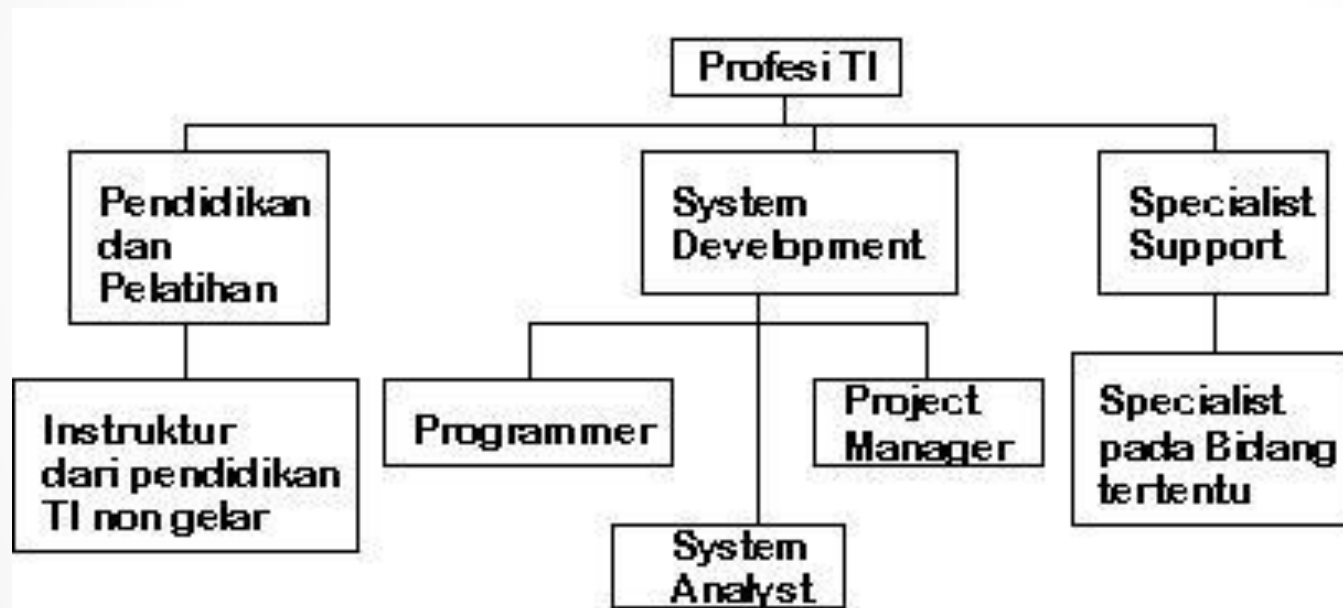 Profesi TI
Pendidikan
dan
Pelatihan
System
Development
Specialist
Support
Instruktur
dari pendidikan
TI non gelar
Programmer
System
Analyst
Project
Manager
Specialist
pada Bidang
tertentu